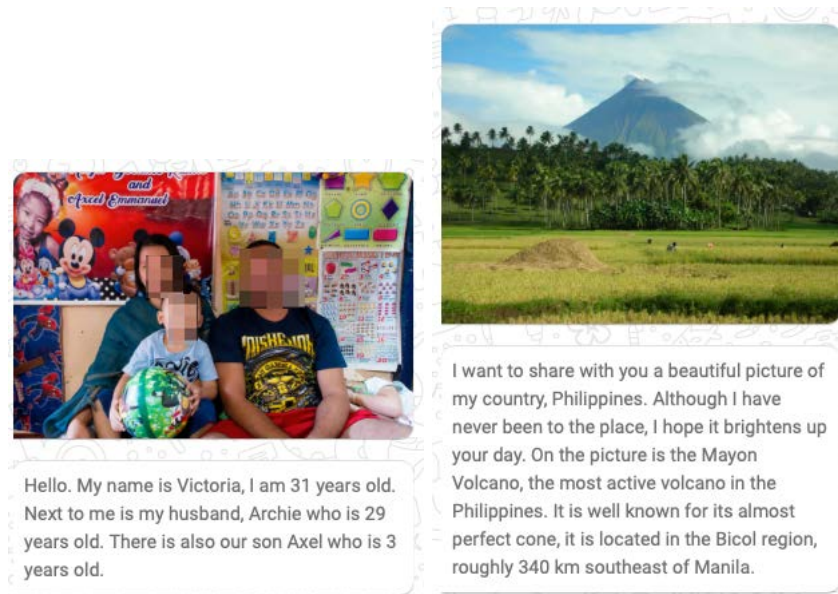 and
Axcel Emmanuel
Hello. My name is Victoria, I am 31 years old.
Next to me is my husband, Archie who is 29
years old. There is also our son Axel who is 3
years old.
I want to share with you a beautiful picture of
my country, Philippines. Although I have
never been to the place, I hope it brightens up
your day. On the picture is the Mayon
Volcano, the most active volcano in the
Philippines. It is well known for its almost
perfect cone, it is located in the Bicol region,
roughly 340 km southeast of Manila.